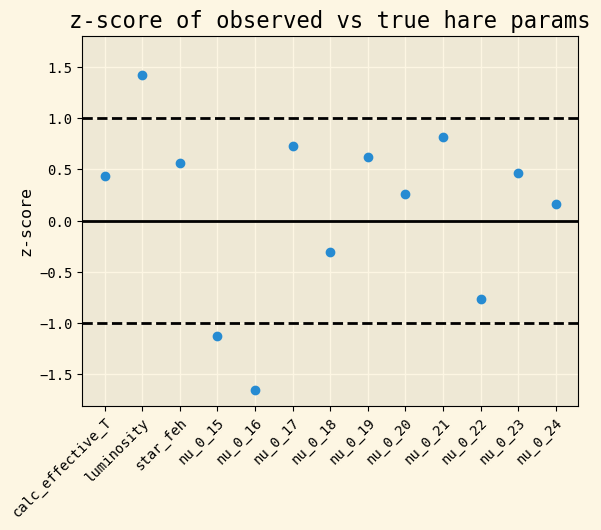 z-score of observed vs true hare params
z-score
1.5
1.0
0.5
0.0
−0.5
−1.0
−1.5
calc_effective_T
luminosity
star_feh
nu_0_15
nu_0_16
nu_0_17
nu_0_18
nu_0_19
nu_0_20
nu_0_21
nu_0_22
nu_0_23
nu_0_24